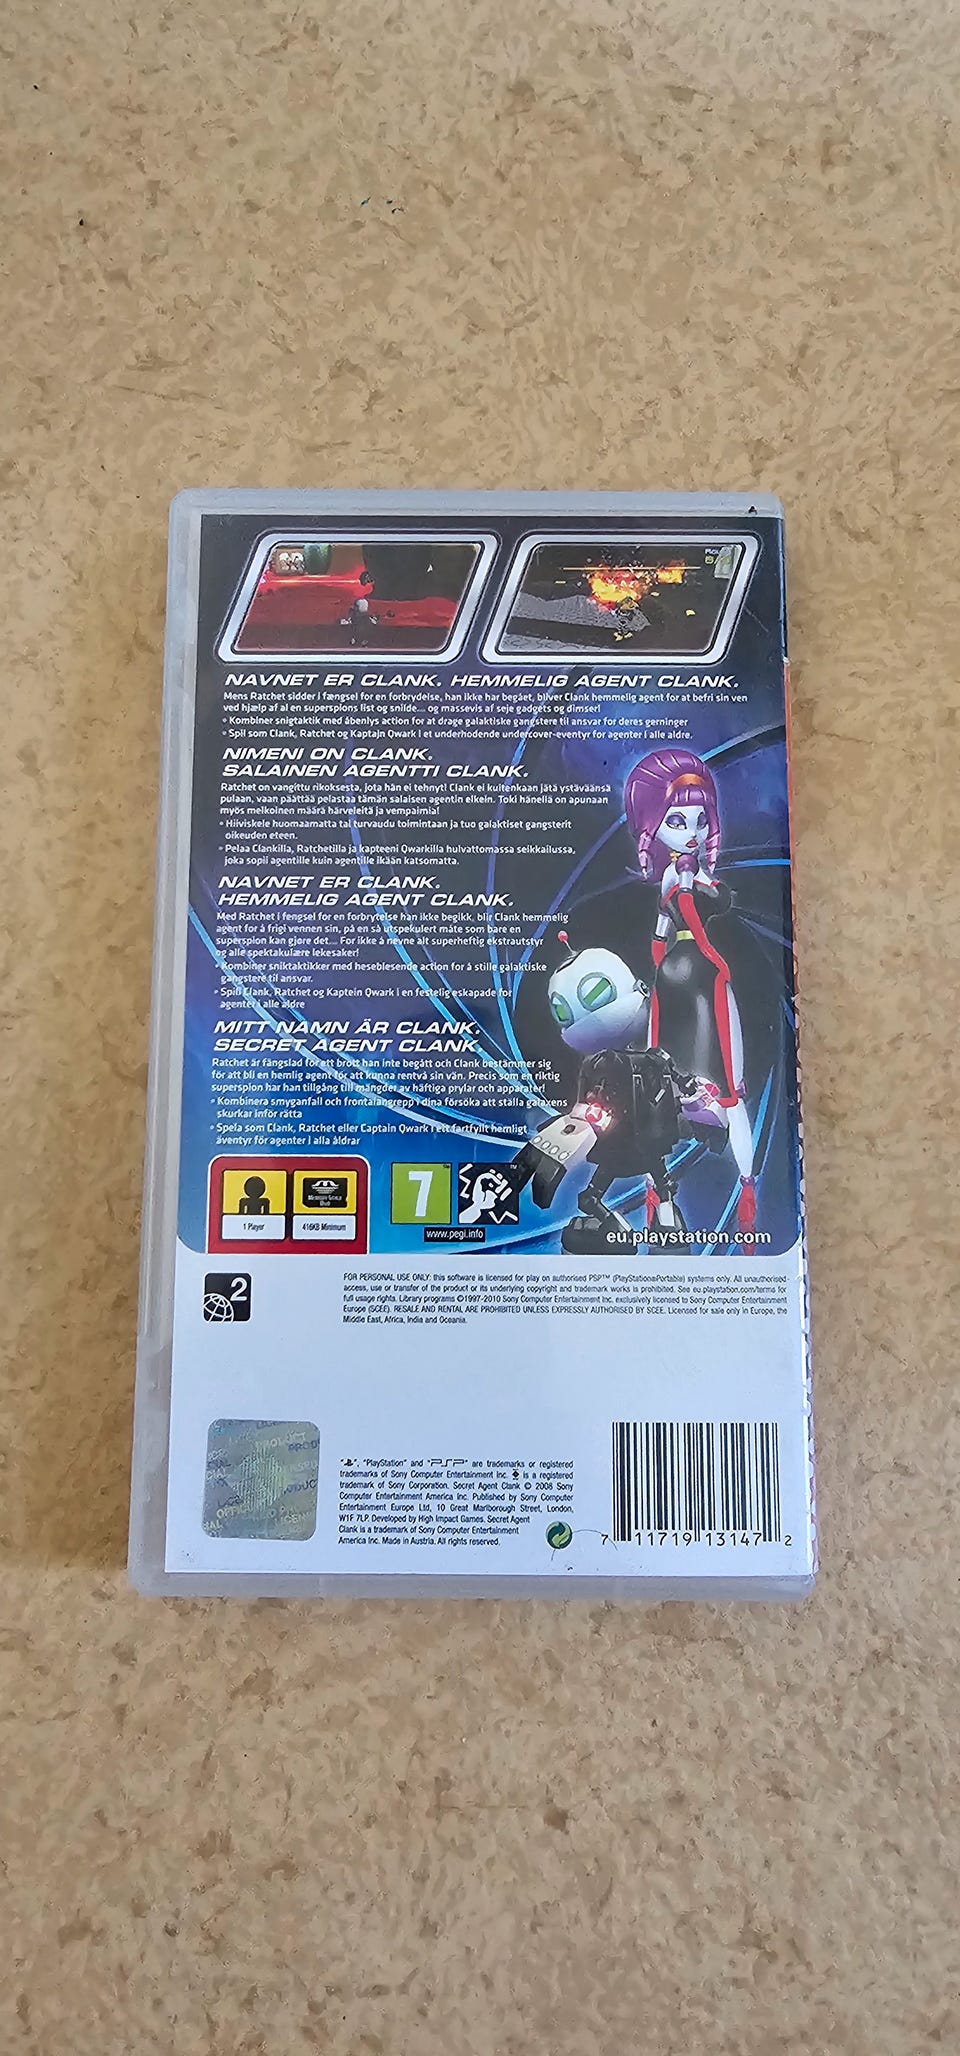 NAVNET ER CLANK. HEMMELIG AGENT CLANK.
Mens Ratchet sidder i fængsel for en forbrydelse, han ikke har begået, bliver Clank hemmelig agent for at befri sin ven
ved hjælp af al en superspions list og snilde.... og massevis af seje gadgets og dimser!
• Kombiner snigtaktik med åbenlys action for at drage galaktiske gangstere til ansvar for deres gerninger
• Spil som Clank, Ratchet og Kaptajn Qwark i et underhodende undercover-eventyr for agenter i alle aldre.
NIMENI ON CLANK.
SALAINEN AGENTTI CLANK.
Ratchet on vangittu rikoksesta, jota hän ei tehnyt! Clank ei kuitenkaan jätä ystäväänsä
pulaan, vaan päättää pelastaa tämän salaisen agentin elkein. Toki hänellä on apunaan
myös melkoinen määrä härveleitä ja vempaimia!
• Hiiviskele huomaamatta tai turvaudu toimintaan ja tuo galaktiset gangsterit
oikeuden eteen.
• Pelaa Clankilla, Ratchetilla ja kapteeni Qwarkilla hulvattomassa seikkailussa,
joka sopii agentille kuin agentille ikään katsomatta.
NAVNET ER CLANK.
HEMMELIG AGENT CLANK.
Med Ratchet i fengsel for en forbrytelse han ikke begikk, blir Clank hemmelig
agent for å frigi vennen sin, på en så utspekulert måte som bare en
superspion kan gjøre det.... For ikke å nevne alt superheftig ekstrautstyr
og alle spektakulære lekesaker!
• Kombiner sniktaktikker med heseblesende action for å stille galaktiske
gangstere til ansvar.
• Spill Clank, Ratchet og Kaptein Qwark i en festelig eskapade for
agenter i alle aldre
MITT NAMN ÄR CLANK.
SECRET AGENT CLANK.
Ratchet är fängslad för ett brott han inte begått och Clank bestämmer sig
för att bli en hemlig agent för att kunna rentvå sin vän. Precis som en riktig
superspion har han tillgång till mängder av häftiga prylar och apparater!
• Kombinera smyganfall och frontalangrepp i dina försöka att ställa galaxens
skurkar inför rätta
• Spela som Clank, Ratchet eller Captain Qwark i ett fartfyllt hemligt
äventyr för agenter i alla åldrar
1 Player
416KB Minimum
7
www.pegi.info
eu.playstation.com
2
FOR PERSONAL USE ONLY: this software is licensed for play on authorised PSP™ (PlayStation®Portable) systems only. All unauthorised
access, use or transfer of the product or its underlying copyright and trademark works is prohibited. See eu.playstation.com/terms for
full usage rights. Library programs ©1997-2010 Sony Computer Entertainment Inc. exclusively licensed to Sony Computer Entertainment
Europe (SCEE). RESALE AND RENTAL ARE PROHIBITED UNLESS EXPRESSLY AUTHORISED BY SCEE. Licensed for sale only in Europe, the
Middle East, Africa, India and Oceania.
"PlayStation" and "PSP" are trademarks or registered
trademarks of Sony Computer Entertainment Inc. is a registered
trademark of Sony Corporation. Secret Agent Clank © 2008 Sony
Computer Entertainment America Inc. Published by Sony Computer
Entertainment Europe Ltd, 10 Great Marlborough Street, London,
W1F 7LP. Developed by High Impact Games. Secret Agent
Clank is a trademark of Sony Computer Entertainment
America Inc. Made in Austria. All rights reserved.
7 11719 13147 2